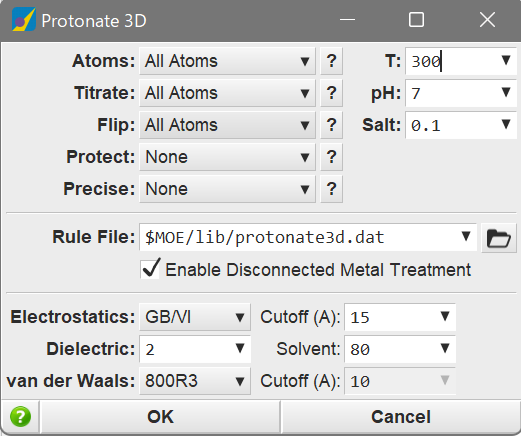 Protonate 3D
Atoms: All Atoms ? T: 300
Titrate: All Atoms ? pH: 7
Flip: All Atoms ? Salt: 0.1
Protect: None ?
Precise: None ?
Rule File: $MOE/lib/protonate3d.dat
Enable Disconnected Metal Treatment
Electrostatics: GB/VI Cutoff (A): 15
Dielectric: 2 Solvent: 80
van der Waals: 800R3 Cutoff (A): 10
? OK Cancel